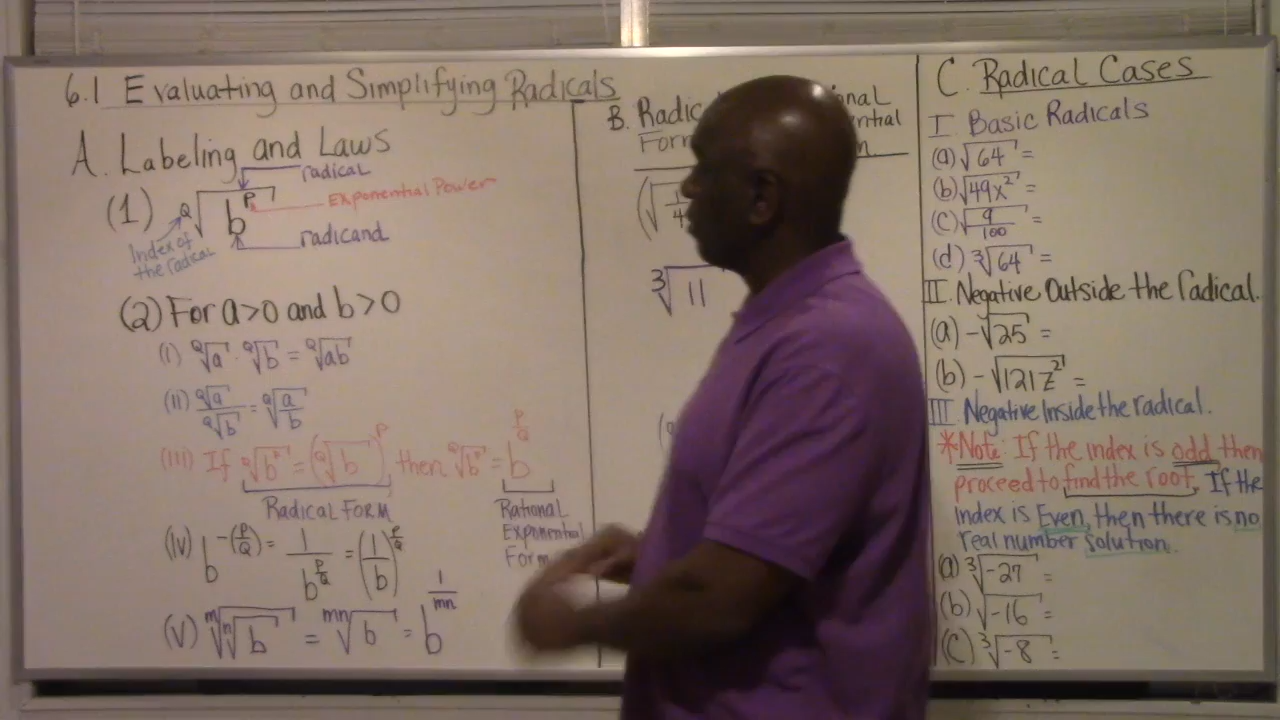 6.1 Evaluating and Simplifying Radicals
A. Labeling and Laws
radical
(1) Q√b^P
Exponential Power
Index of
the radical
radicand
(2) For a>0 and b>0
(i) Q√a · Q√b = Q√ab
(ii) Q√a / Q√b = Q√(a/b)
(iii) If Q√b^P = (Q√b)^P, then Q√b^P = b^(P/Q)
Radical Form
Rational
Exponential
Form
(iv) b^-(P/Q) = 1/b^(P/Q) = (1/b)^(P/Q)
(v) m√n√b = mn√b = b^(1/mn)
B.
3√11
C. Radical Cases
I. Basic Radicals
(a) √64 =
(b) √49x² =
(c) √(9/100) =
(d) 3√64 =
II. Negative Outside the radical.
(a) -√25 =
(b) -√121z² =
III. Negative Inside the radical.
*Note: If the index is odd then
proceed to find the root. If the
index is Even, then there is no
real number solution.
(a) 3√-27 =
(b) √-16 =
(c) 3√-8 =